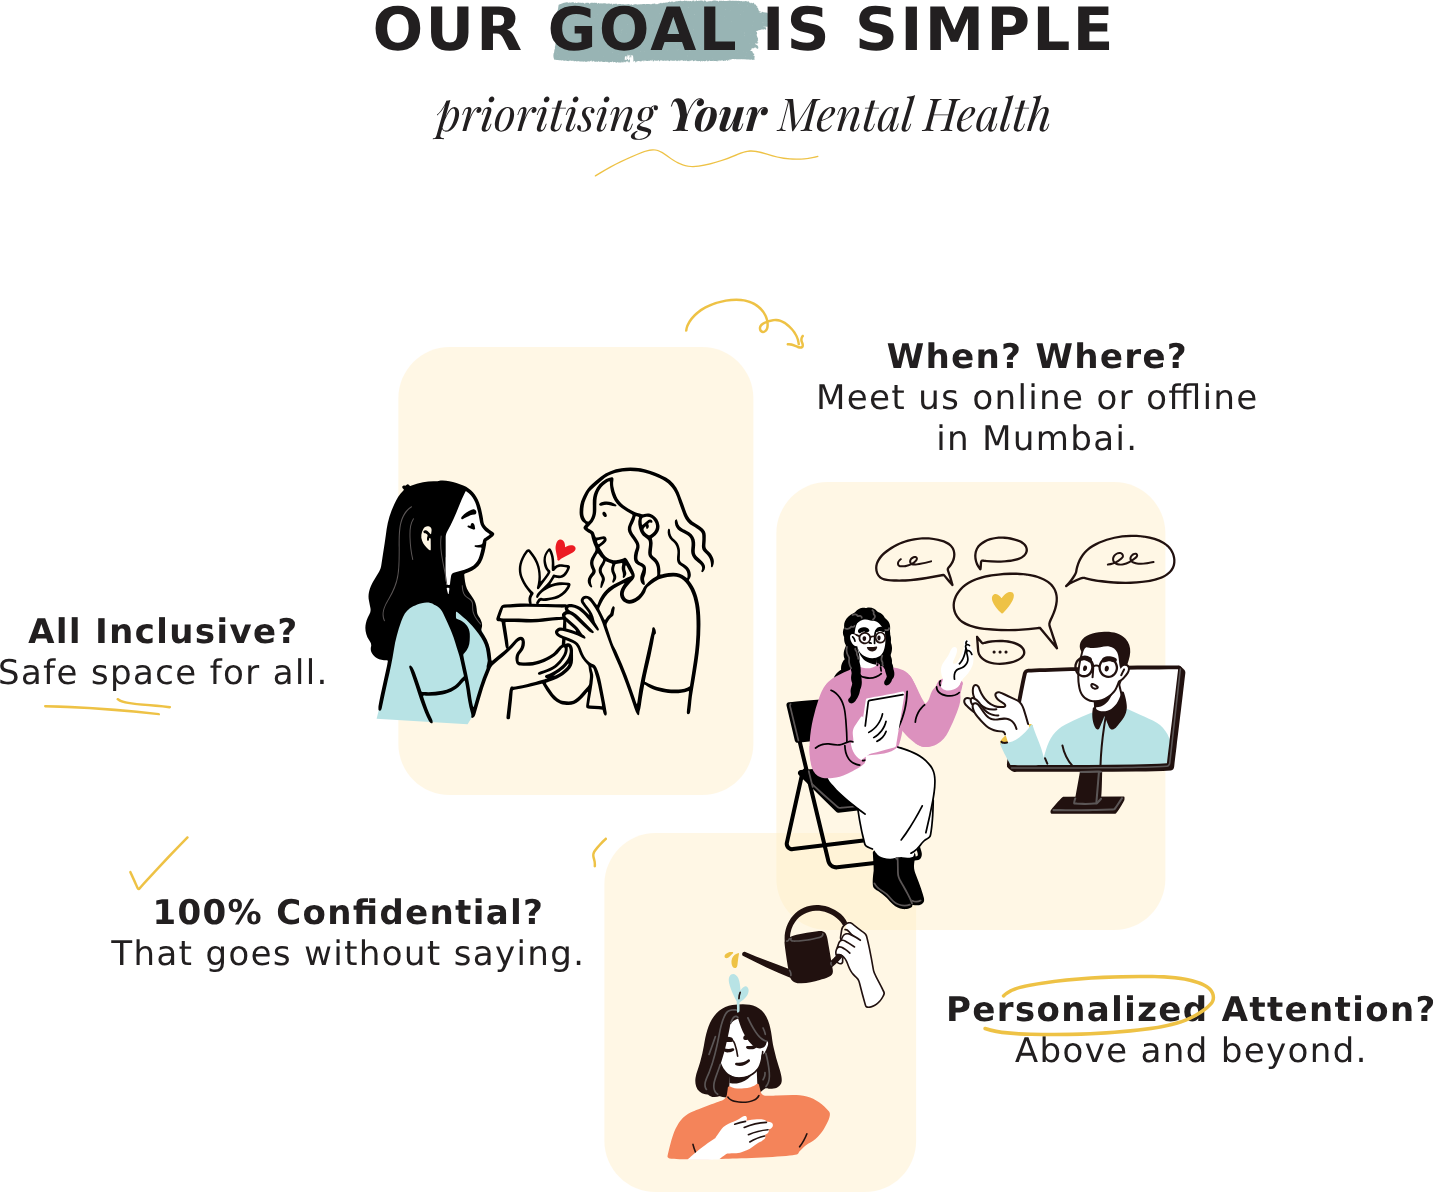 OUR GOAL IS SIMPLE
prioritising Your Mental Health
When? Where?
Meet us online or offline
in Mumbai.
All Inclusive?
Safe space for all.
100% Confidential?
That goes without saying.
Personalized Attention?
Above and beyond.